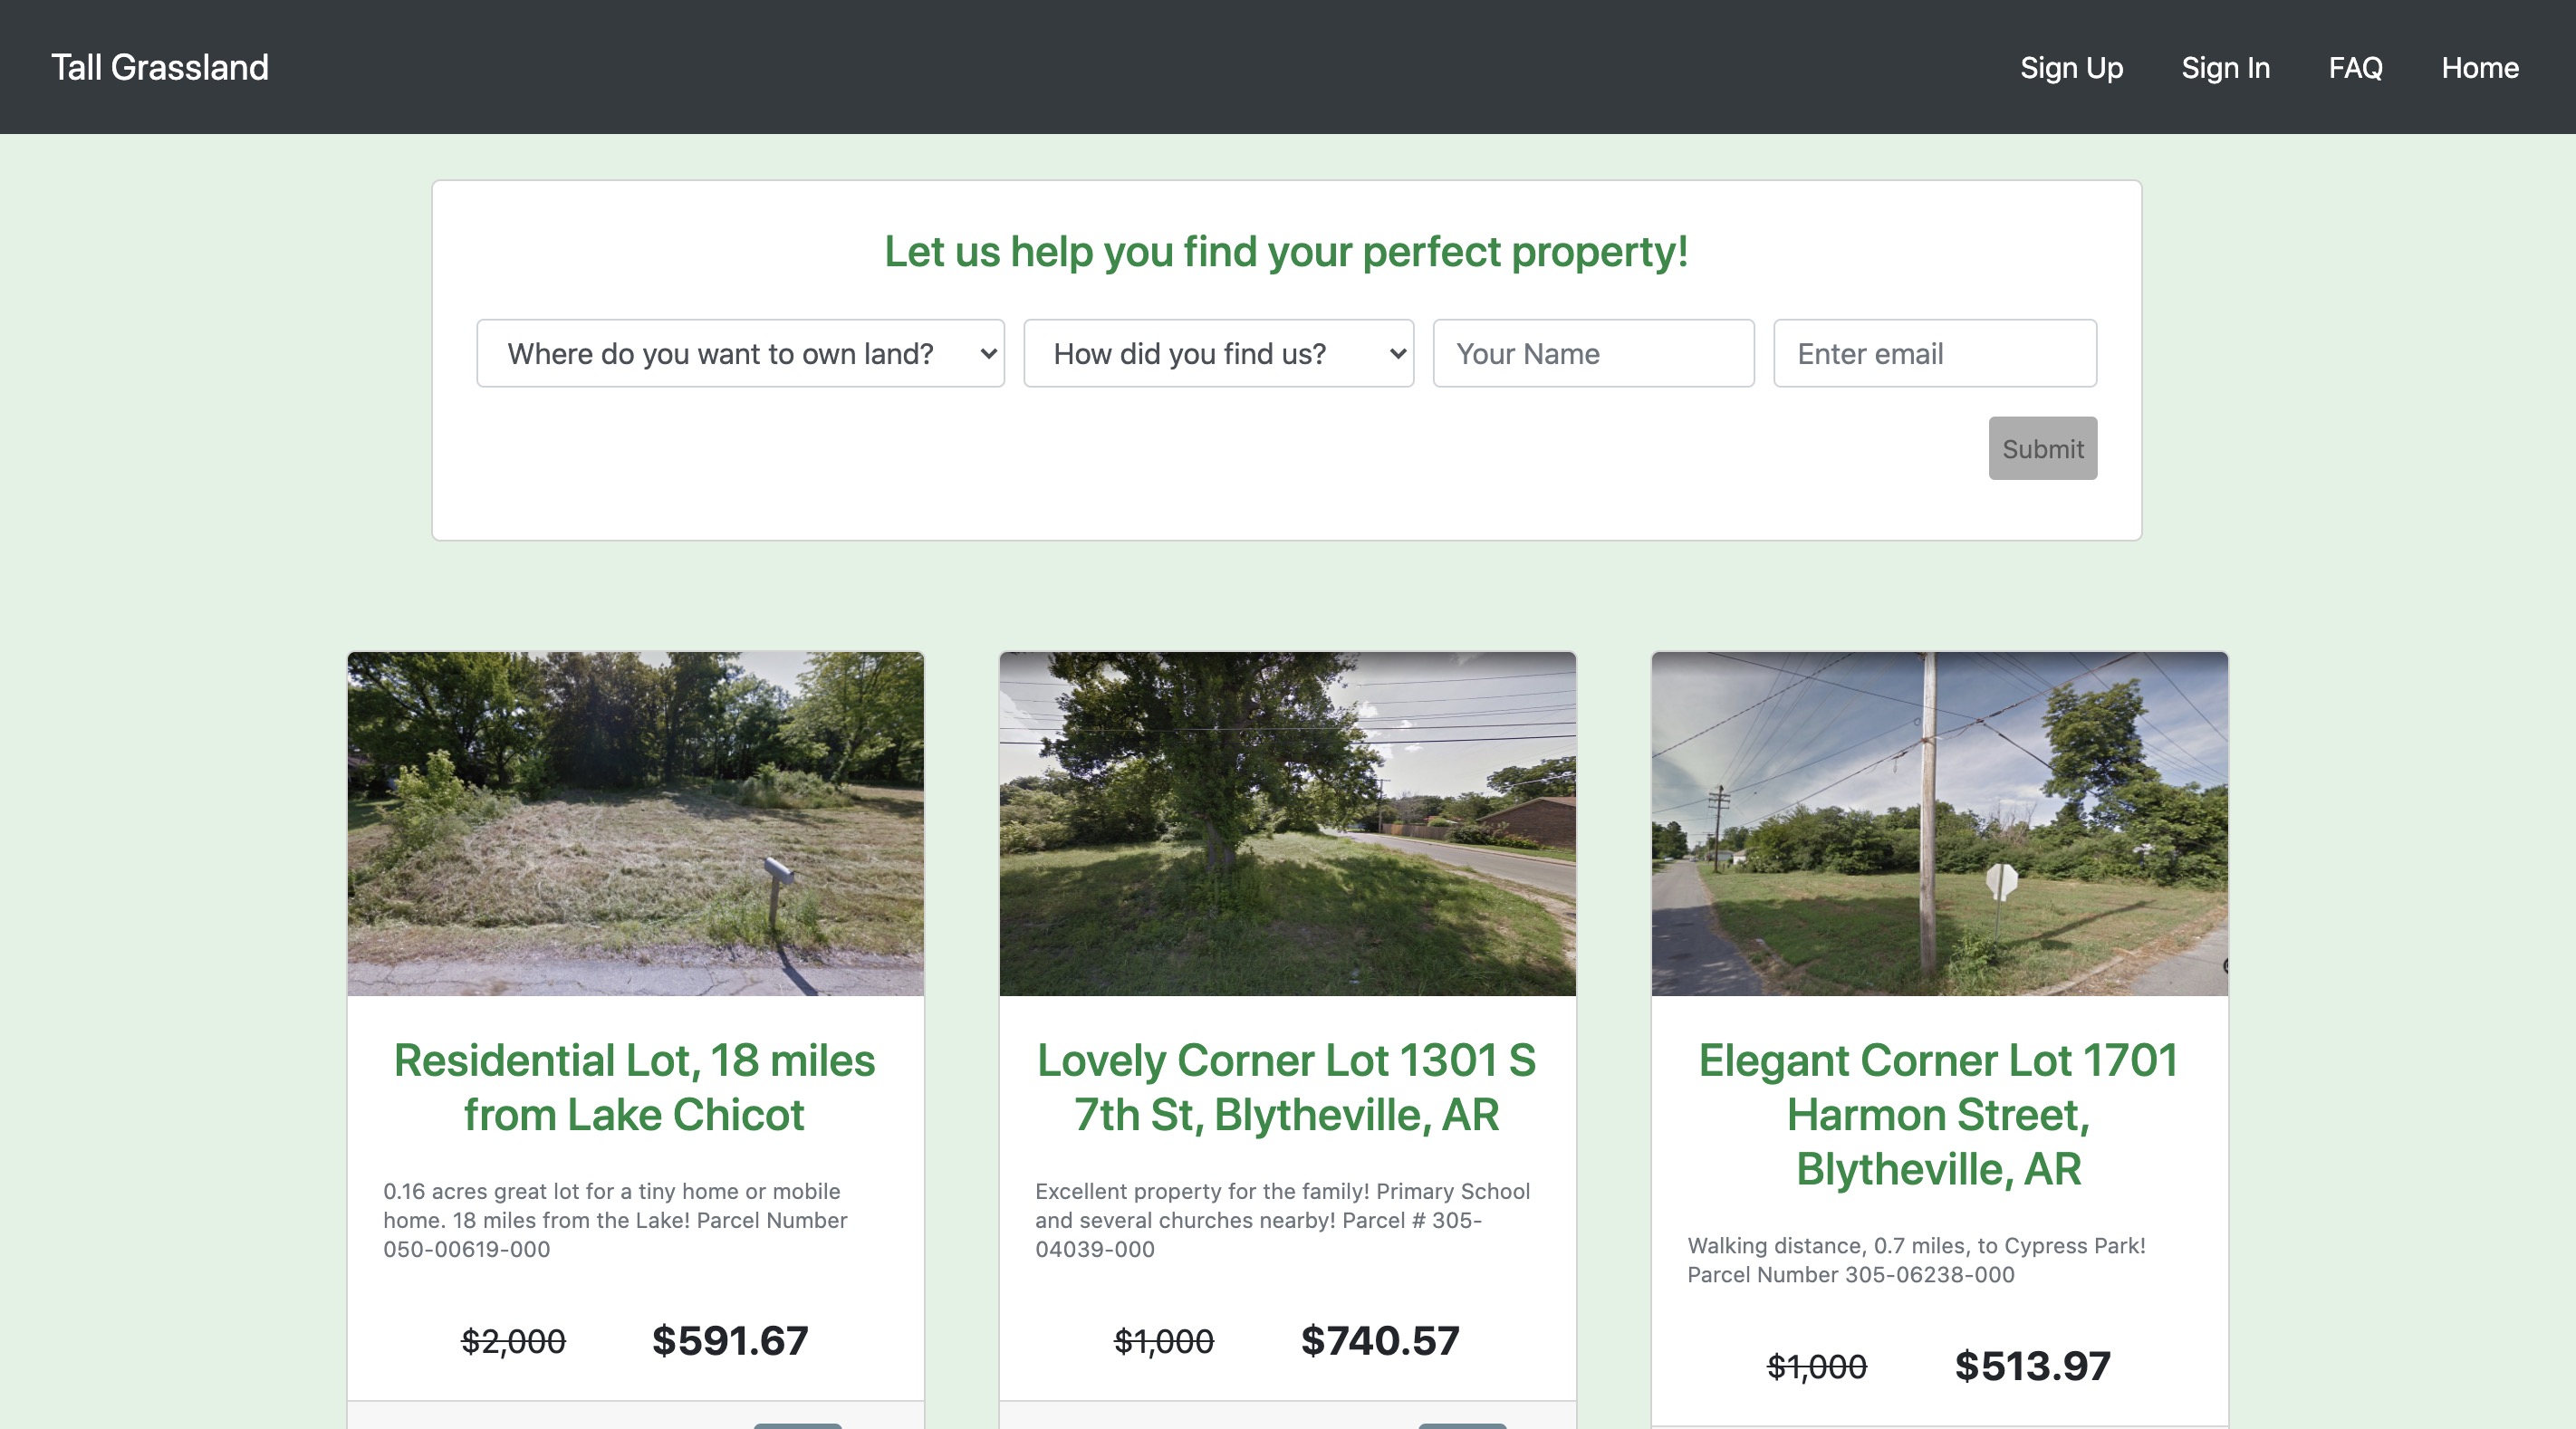 Tall Grassland
Sign Up
Sign In
FAQ
Home
Let us help you find your perfect property!
Where do you want to own land?
How did you find us?
Your Name
Enter email
Submit
Residential Lot, 18 miles
from Lake Chicot
0.16 acres great lot for a tiny home or mobile
home. 18 miles from the Lake! Parcel Number
050-00619-000
$2,000
$591.67
Lovely Corner Lot 1301 S
7th St, Blytheville, AR
Excellent property for the family! Primary School
and several churches nearby! Parcel # 305-
04039-000
$1,000
$740.57
Elegant Corner Lot 1701
Harmon Street,
Blytheville, AR
Walking distance, 0.7 miles, to Cypress Park!
Parcel Number 305-06238-000
$1,000
$513.97